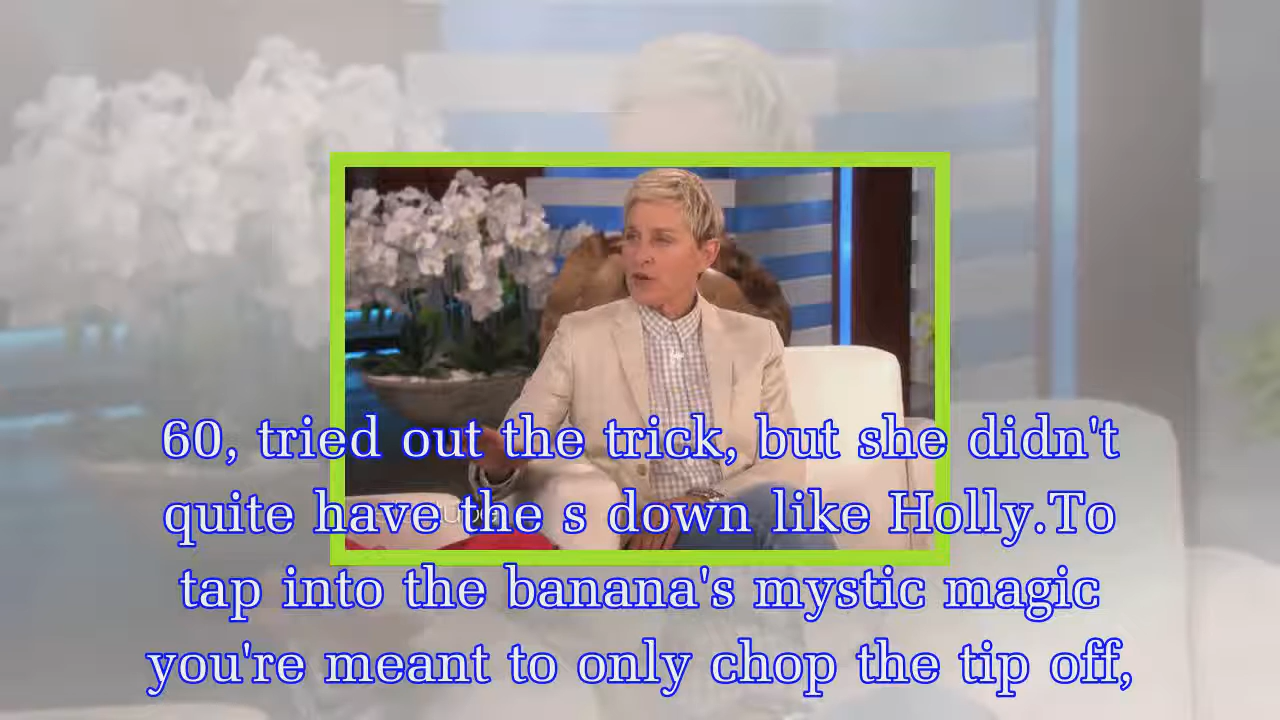 60, tried out the trick, but she didn't
quite have the s down like Holly.To
tap into the banana's mystic magic
you're meant to only chop the tip off,